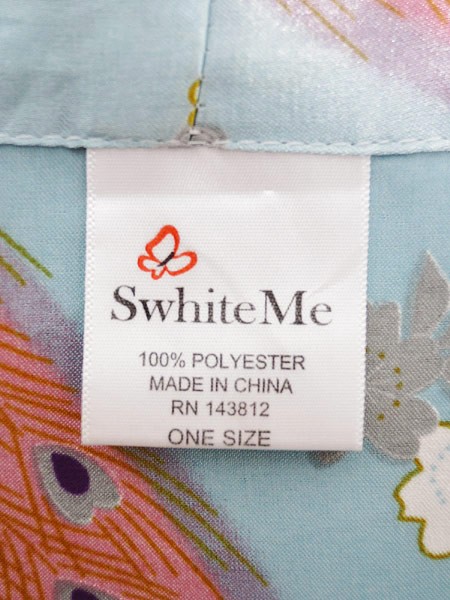 SwhiteMe
100% POLYESTER
MADE IN CHINA
RN 143812
ONE SIZE